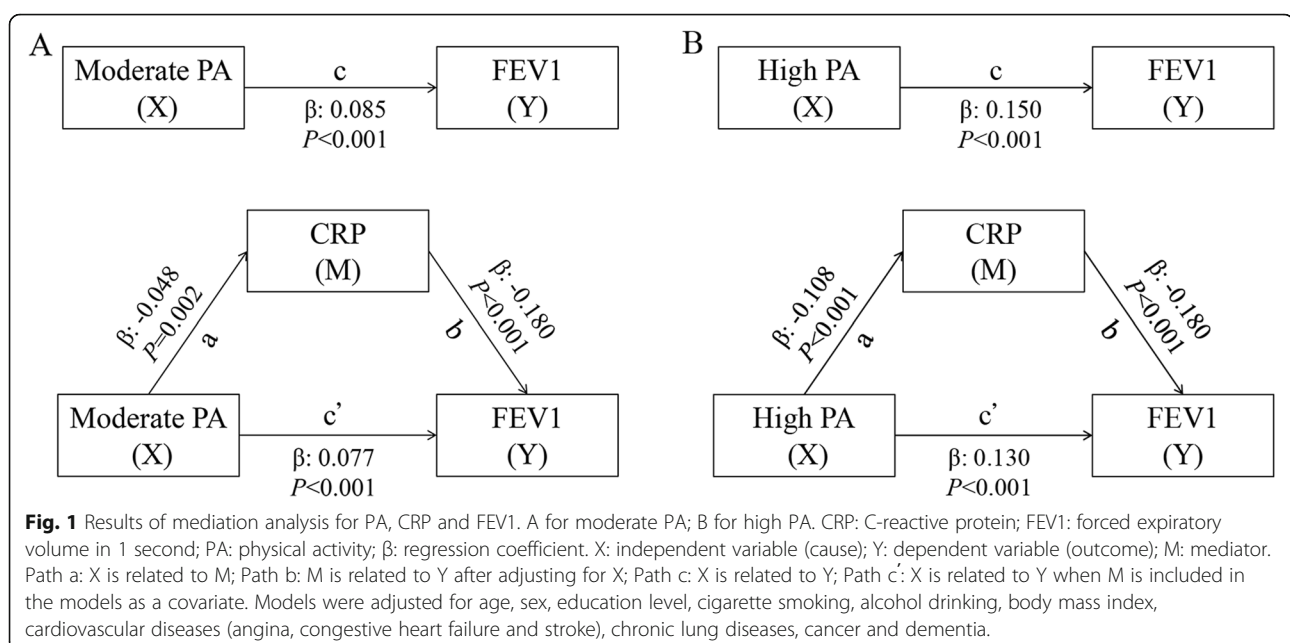 A
Moderate PA
(X)
c
β: 0.085
P<0.001
FEV1
(Y)
CRP
(M)
β: -0.048
P=0.002
a
β: -0.180
P<0.001
b
Moderate PA
(X)
c’
β: 0.077
P<0.001
FEV1
(Y)
B
High PA
(X)
c
β: 0.150
P<0.001
FEV1
(Y)
CRP
(M)
β: -0.108
P<0.001
a
β: -0.180
P<0.001
b
High PA
(X)
c’
β: 0.130
P<0.001
FEV1
(Y)
Fig. 1 Results of mediation analysis for PA, CRP and FEV1. A for moderate PA; B for high PA. CRP: C-reactive protein; FEV1: forced expiratory
volume in 1 second; PA: physical activity; β: regression coefficient. X: independent variable (cause); Y: dependent variable (outcome); M: mediator.
Path a: X is related to M; Path b: M is related to Y after adjusting for X; Path c: X is related to Y; Path c′: X is related to Y when M is included in
the models as a covariate. Models were adjusted for age, sex, education level, cigarette smoking, alcohol drinking, body mass index,
cardiovascular diseases (angina, congestive heart failure and stroke), chronic lung diseases, cancer and dementia.